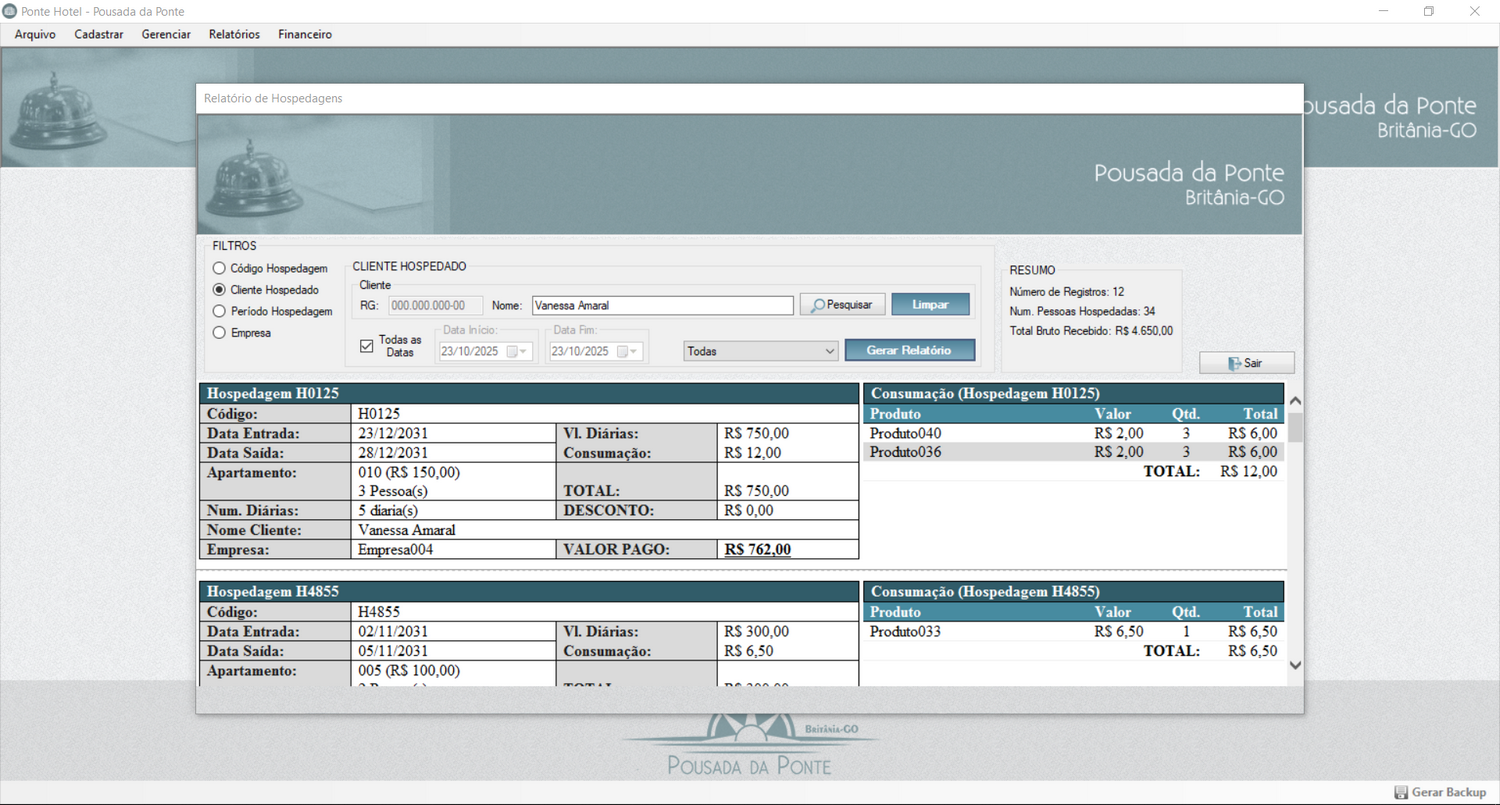 Ponte Hotel - Pousada da Ponte
Arquivo Cadastrar Gerenciar Relatórios Financeiro
ousada da Ponte
Britânia-GO
Relatório de Hospedagens
Pousada da Ponte
Britânia-GO
FILTROS
Código Hospedagem
Cliente Hospedado
Período Hospedagem
Empresa
CLIENTE HOSPEDADO
Cliente
RG: 000.000.000-00 Nome: Vanessa Amaral Pesquisar Limpar
Todas as Datas
Data Início: 23/10/2025
Data Fim: 23/10/2025
Todas Gerar Relatório
RESUMO
Número de Registros: 12
Num. Pessoas Hospedadas: 34
Total Bruto Recebido: R$ 4.650,00
Sair
Hospedagem H0125
Código: H0125
Data Entrada: 23/12/2031 Vl. Diárias: R$ 750,00
Data Saída: 28/12/2031 Consumação: R$ 12,00
Apartamento: 010 (R$ 150,00)
3 Pessoa(s) TOTAL: R$ 750,00
Num. Diárias: 5 diaria(s) DESCONTO: R$ 0,00
Nome Cliente: Vanessa Amaral
Empresa: Empresa004 VALOR PAGO: R$ 762,00
Consumação (Hospedagem H0125)
Produto Valor Qtd. Total
Produto040 R$ 2,00 3 R$ 6,00
Produto036 R$ 2,00 3 R$ 6,00
TOTAL: R$ 12,00
Hospedagem H4855
Código: H4855
Data Entrada: 02/11/2031 Vl. Diárias: R$ 300,00
Data Saída: 05/11/2031 Consumação: R$ 6,50
Apartamento: 005 (R$ 100,00)
Consumação (Hospedagem H4855)
Produto Valor Qtd. Total
Produto033 R$ 6,50 1 R$ 6,50
TOTAL: R$ 6,50
Britânia-GO
POUSADA DA PONTE
Gerar Backup